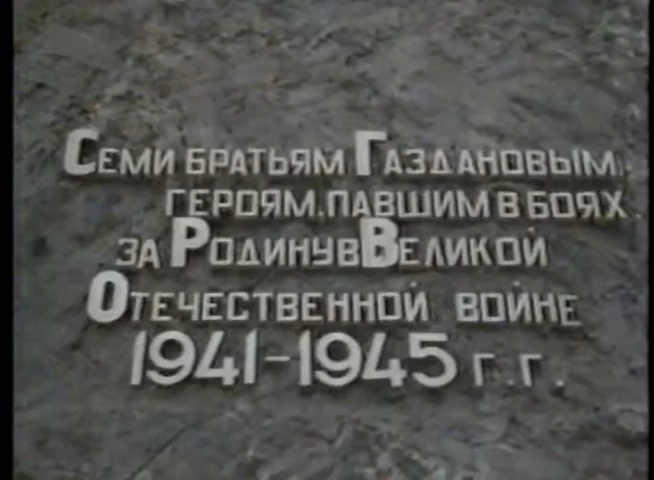 Семи братьям Газдановым,
героям, павшим в боях
за Родину в Великой
Отечественной войне
1941-1945 г.г.